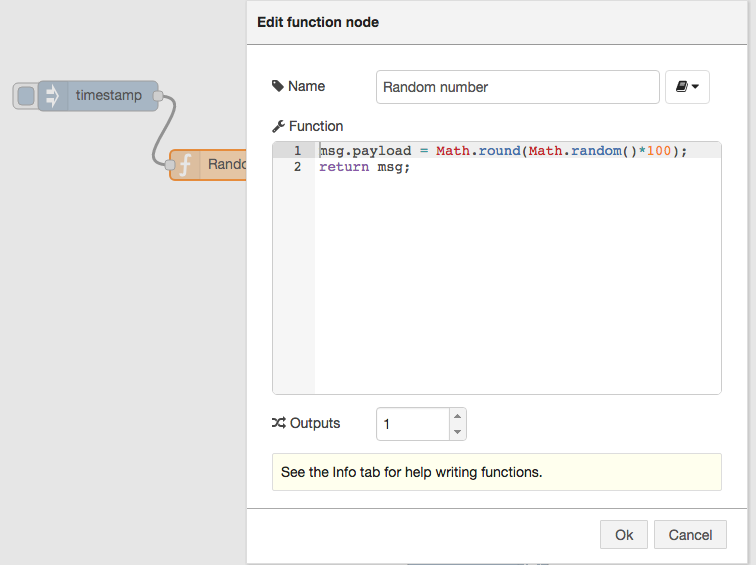 Edit function node
timestamp
Name
Random number
Function
1 msg.payload = Math.round(Math.random()*100);
2 return msg;
Outputs
1
See the Info tab for help writing functions.
Ok
Cancel